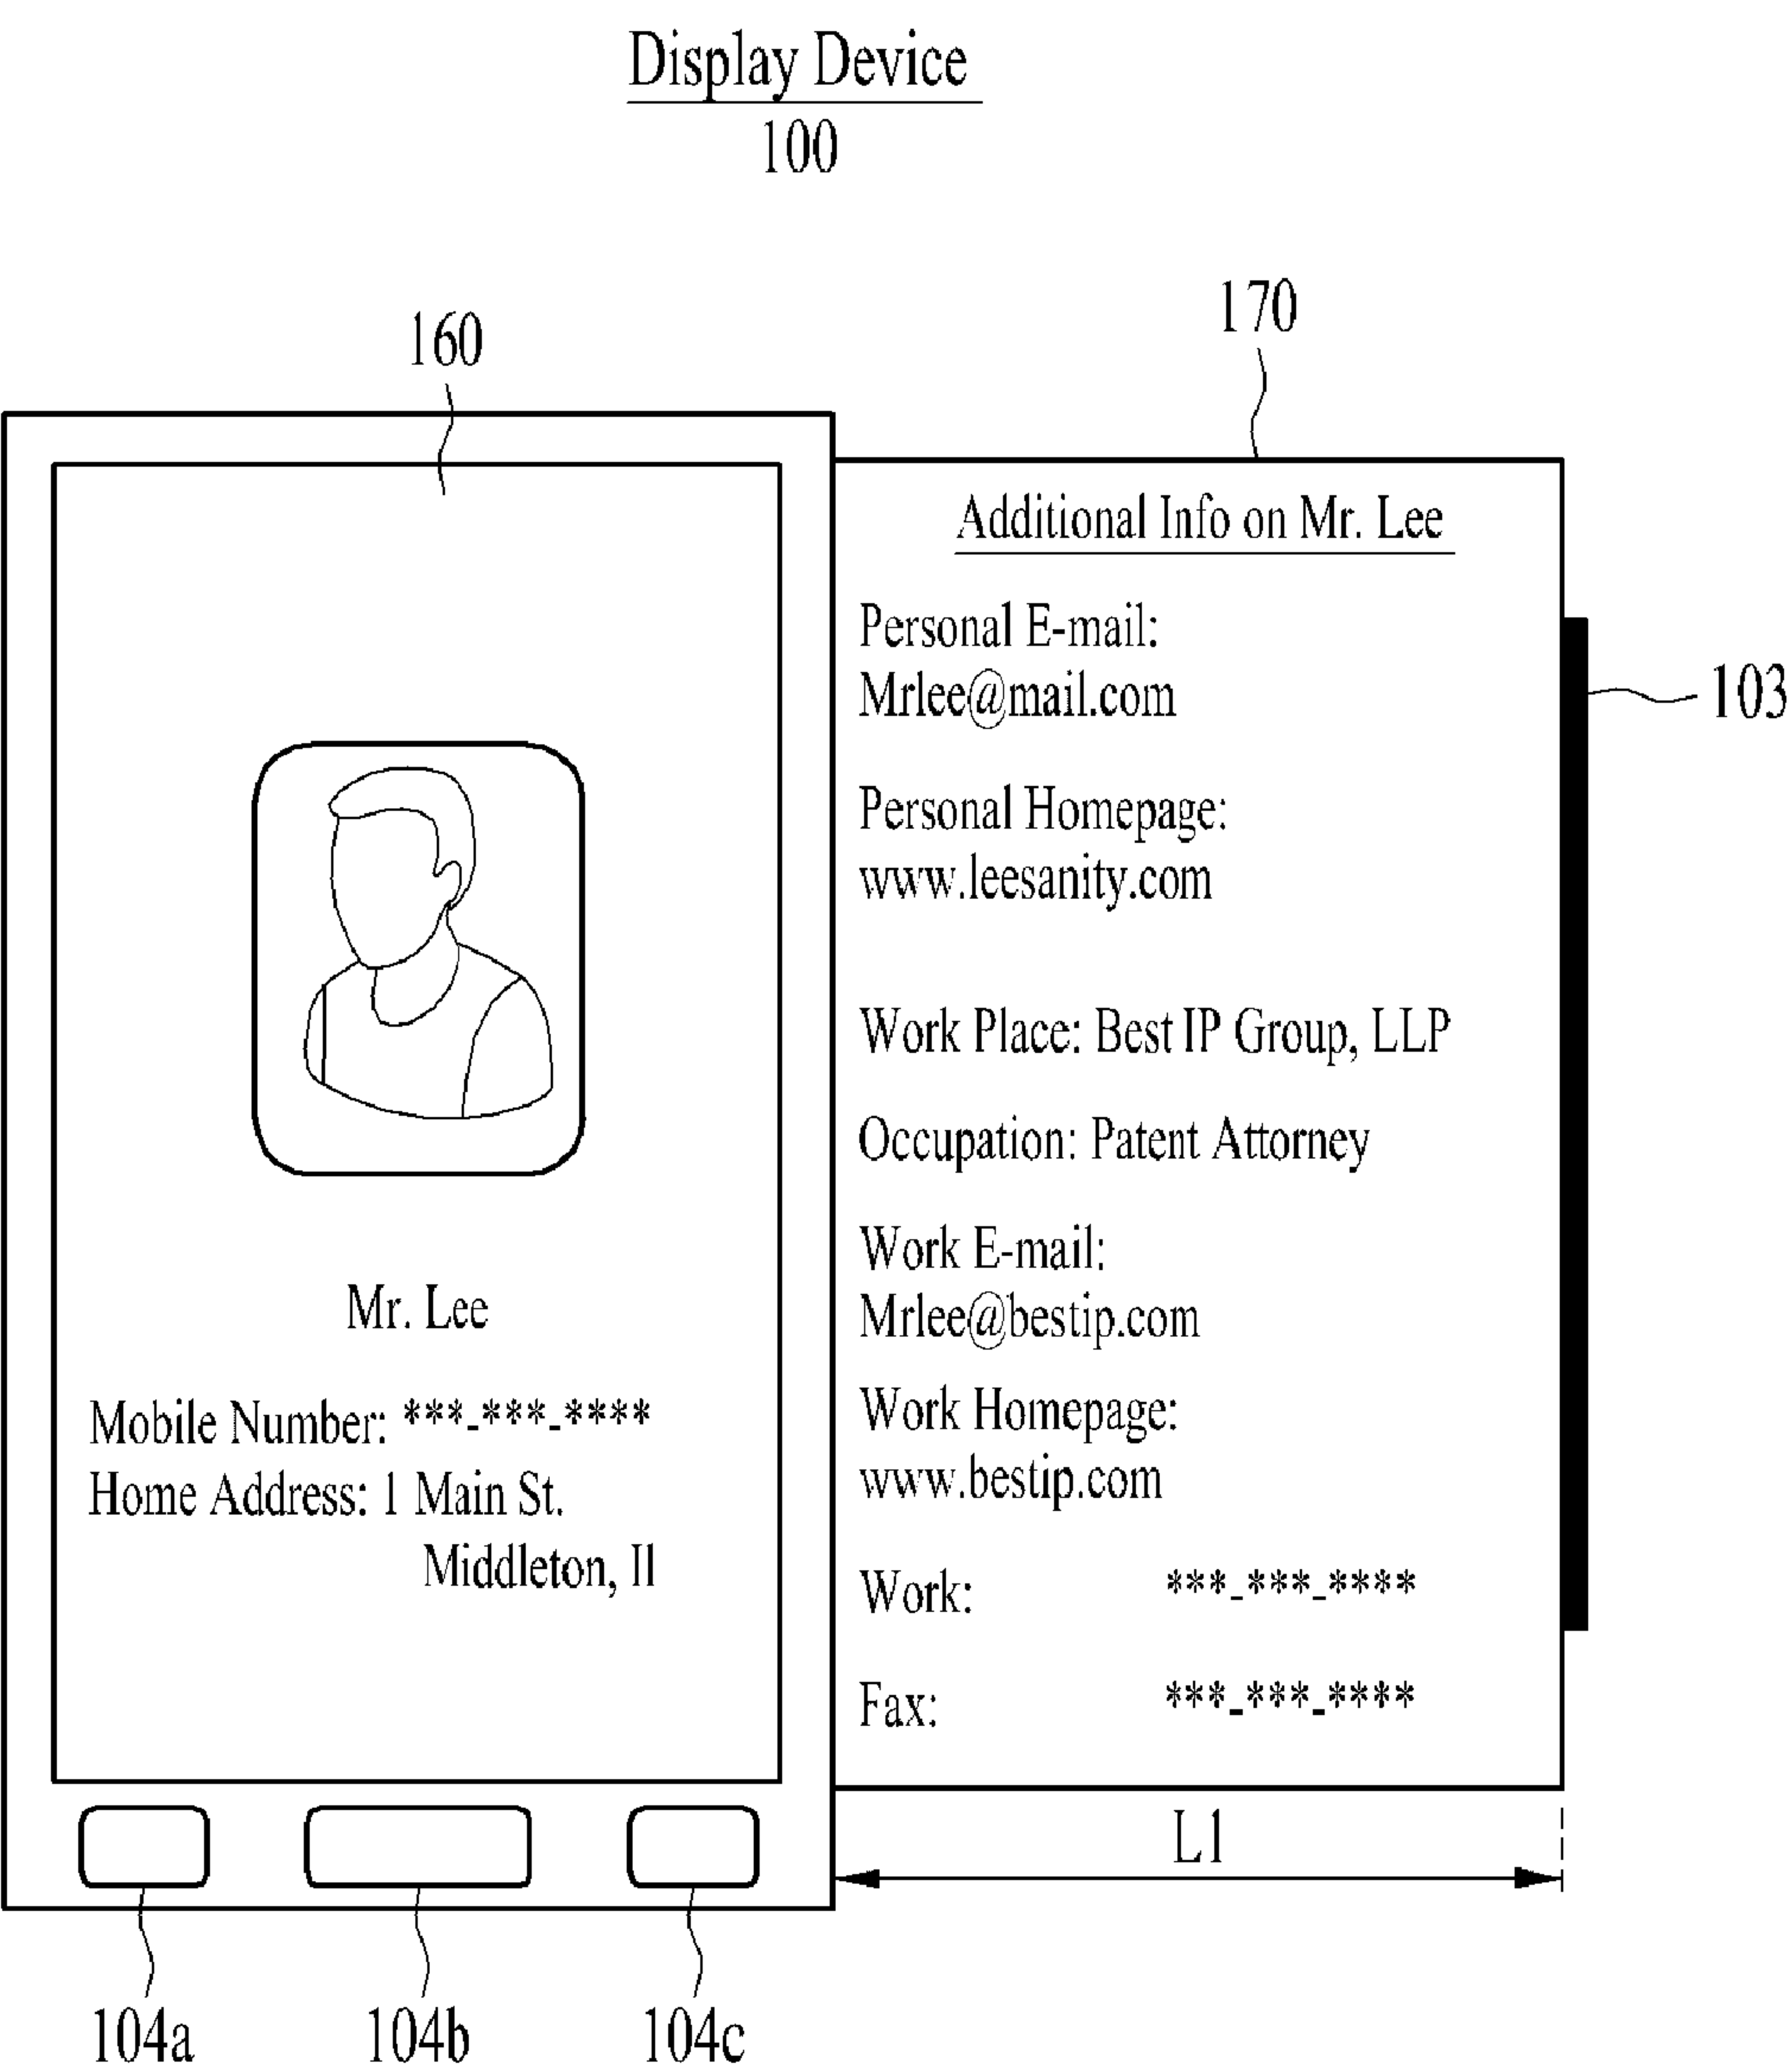 Display Device
100
160
170
103
Mr. Lee
Mobile Number: ***-***-****
Home Address: 1 Main St.
Middleton, Il
Additional Info on Mr. Lee
Personal E-mail:
Mrlee@mail.com
Personal Homepage:
www.leesanity.com
Work Place: Best IP Group, LLP
Occupation: Patent Attorney
Work E-mail:
Mrlee@bestip.com
Work Homepage:
www.bestip.com
Work: ***-***-****
Fax: ***-***-****
L1
104a 104b 104c